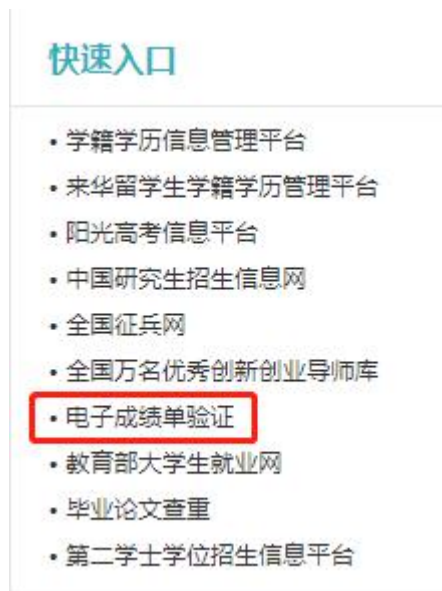 快速入口
• 学籍学历信息管理平台
• 来华留学生学籍学历管理平台
• 阳光高考信息平台
• 中国研究生招生信息网
• 全国征兵网
• 全国万名优秀创新创业导师库
• 电子成绩单验证
• 教育部大学生就业网
• 毕业论文查重
• 第二学士学位招生信息平台